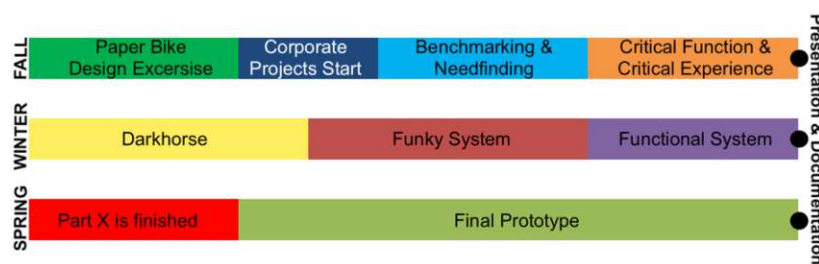 FALL
Paper Bike
Design Excersise
Corporate
Projects Start
Benchmarking &
Needfinding
Critical Function &
Critical Experience
WINTER
Darkhorse
Funky System
Functional System
SPRING
Part X is finished
Final Prototype
Presentation & Documentation